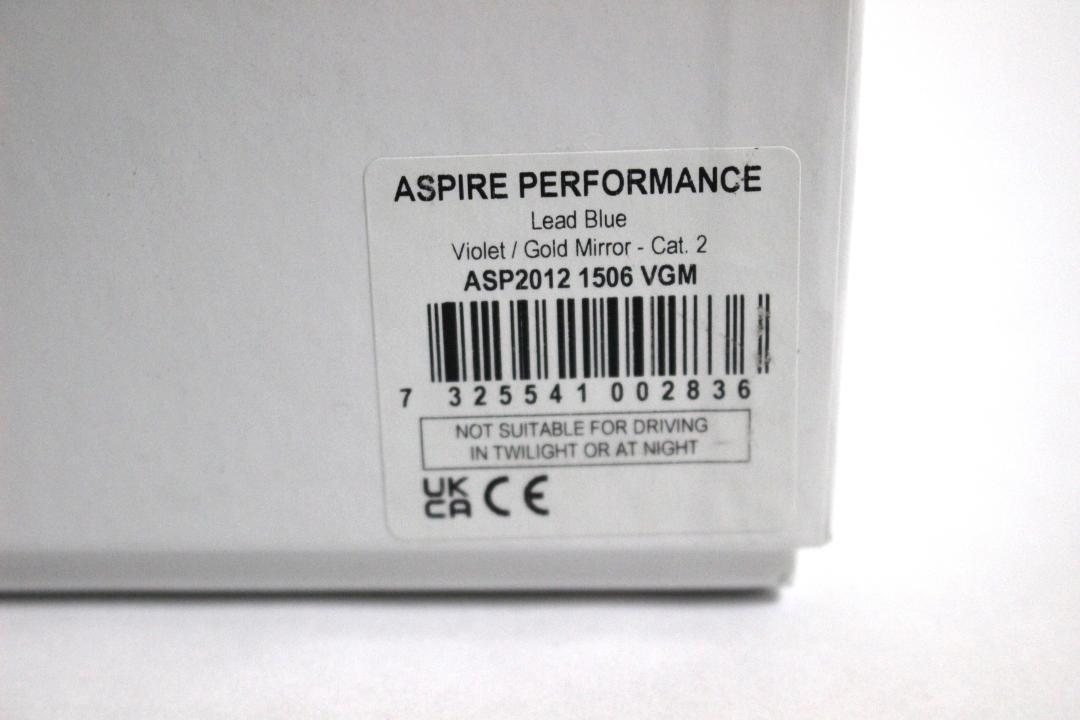 ASPIRE PERFORMANCE
Lead Blue
Violet / Gold Mirror - Cat. 2
ASP2012 1506 VGM
7 325541 002836
NOT SUITABLE FOR DRIVING
IN TWILIGHT OR AT NIGHT
UK CE
CA